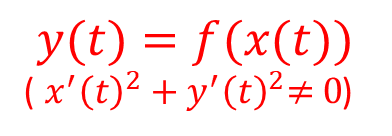 y(t) = f(x(t))
( x′(t)² + y′(t)² ≠ 0)